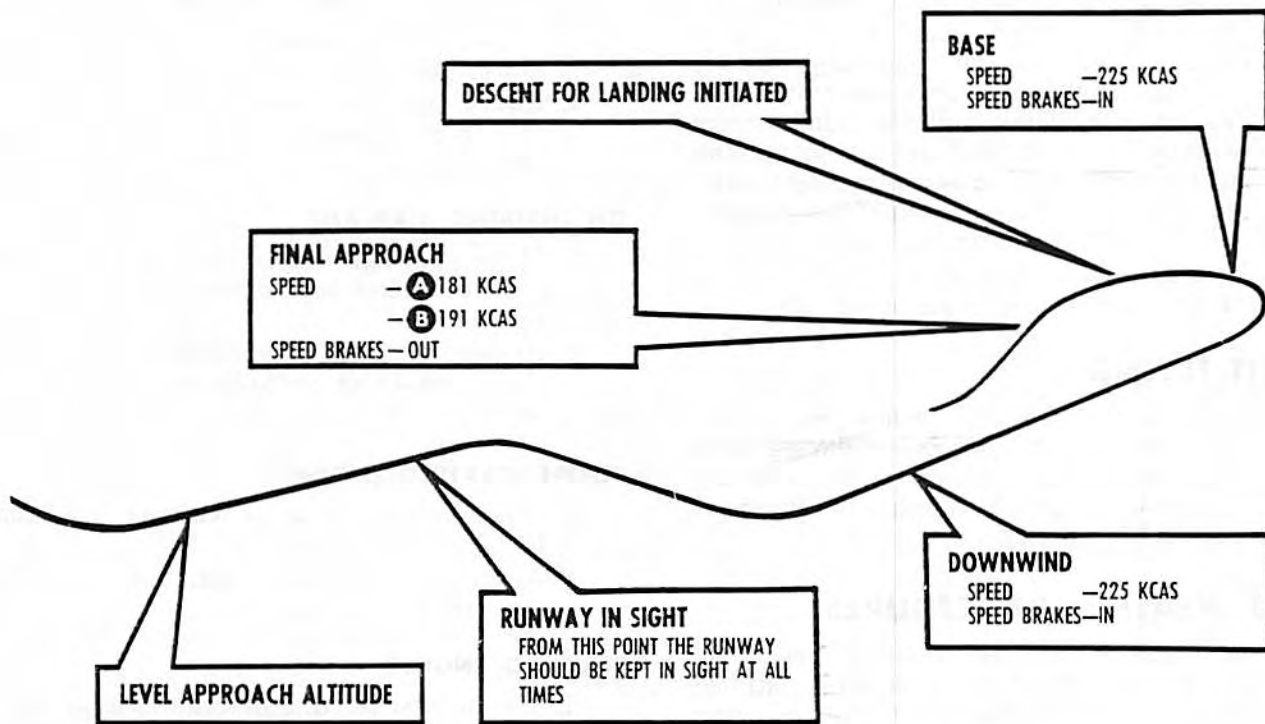 BASE
SPEED —225 KCAS
SPEED BRAKES—IN
DESCENT FOR LANDING INITIATED
FINAL APPROACH
SPEED —Ⓐ181 KCAS
—Ⓑ191 KCAS
SPEED BRAKES—OUT
DOWNWIND
SPEED —225 KCAS
SPEED BRAKES—IN
RUNWAY IN SIGHT
FROM THIS POINT THE RUNWAY
SHOULD BE KEPT IN SIGHT AT ALL
TIMES
LEVEL APPROACH ALTITUDE